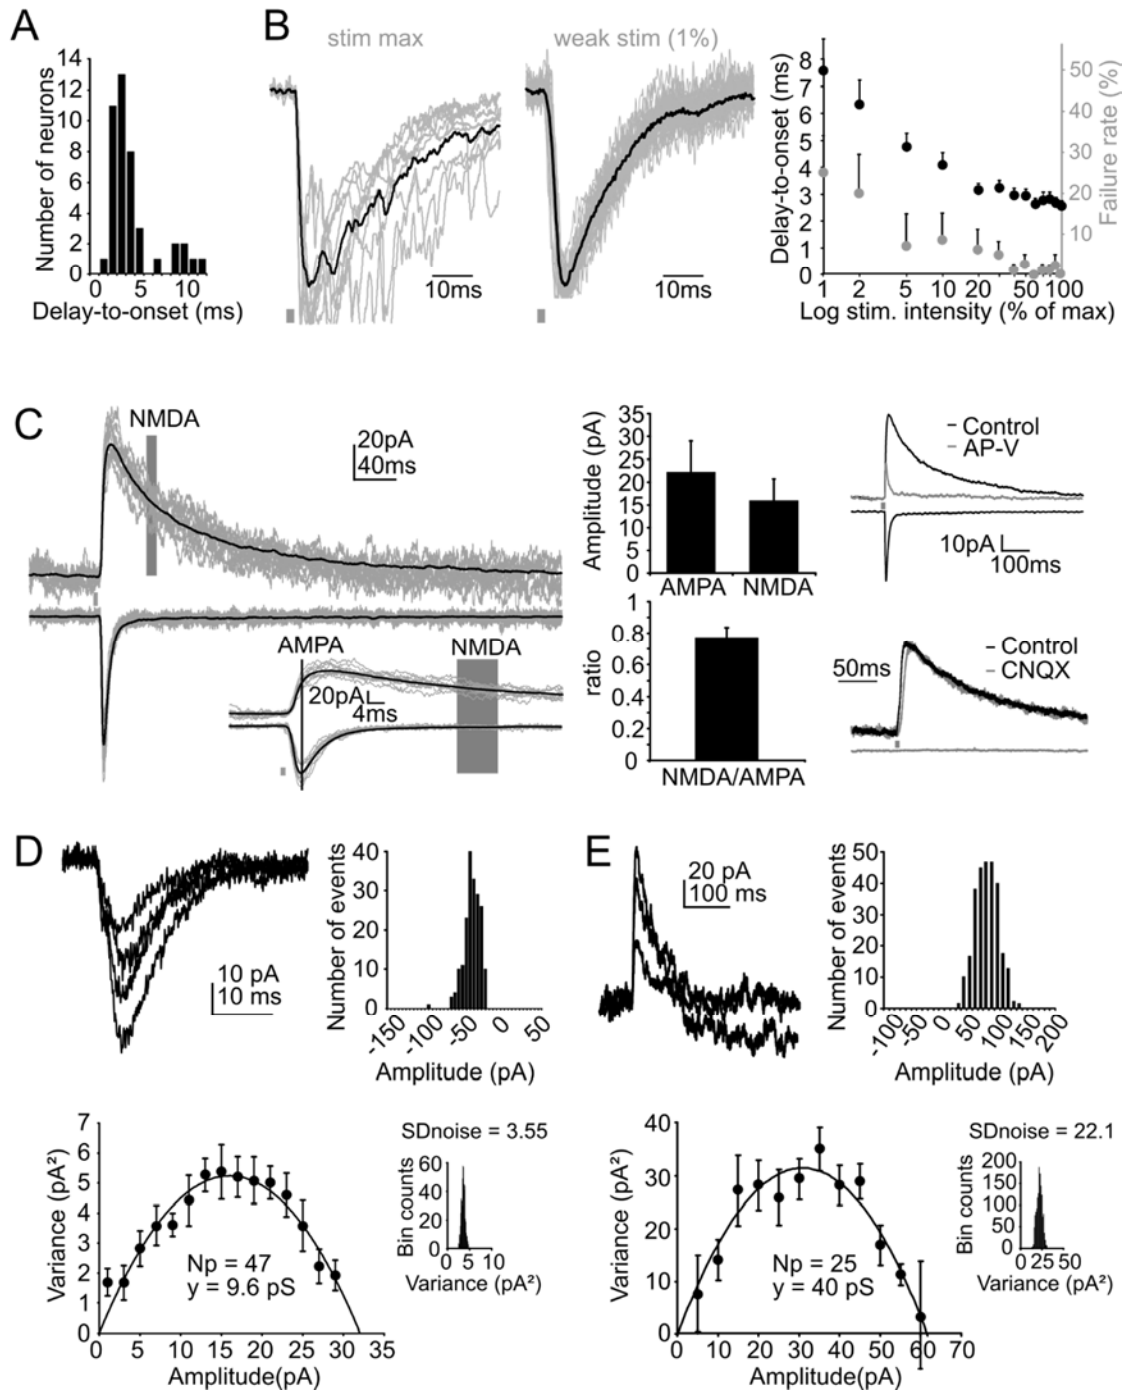 A
Number of neurons
14
12
10
8
6
4
2
0
0
5
10
Delay-to-onset (ms)
B
stim max
weak stim (1%)
10ms
10ms
Delay-to-onset (ms)
8
7
6
5
4
3
2
1
0
50
40
30
20
10
Failure rate (%)
1
2
5
10
20
50
100
Log stim. intensity (% of max)
C
NMDA
20pA
40ms
AMPA
NMDA
20pA
4ms
Amplitude (pA)
35
30
25
20
15
10
5
0
AMPA
NMDA
ratio
1
0.8
0.6
0.4
0.2
0
NMDA/AMPA
Control
AP-V
10pA
100ms
50ms
Control
CNQX
D
10 pA
10 ms
Number of events
40
30
20
10
0
-150
-100
-50
0
50
Amplitude (pA)
Variance (pA²)
7
6
5
4
3
2
1
0
Np = 47
y = 9.6 pS
0
5
10
15
20
25
30
35
Amplitude(pA)
SDnoise = 3.55
Bin counts
60
40
20
0
0
5
10
Variance (pA²)
E
20 pA
100 ms
Number of events
50
40
30
20
10
0
-100
-50
0
50
100
150
200
Amplitude (pA)
Variance (pA²)
40
30
20
10
0
Np = 25
y = 40 pS
0
10
20
30
40
50
60
70
Amplitude(pA)
SDnoise = 22.1
Bin counts
200
150
100
50
0
0
25
50
Variance (pA²)